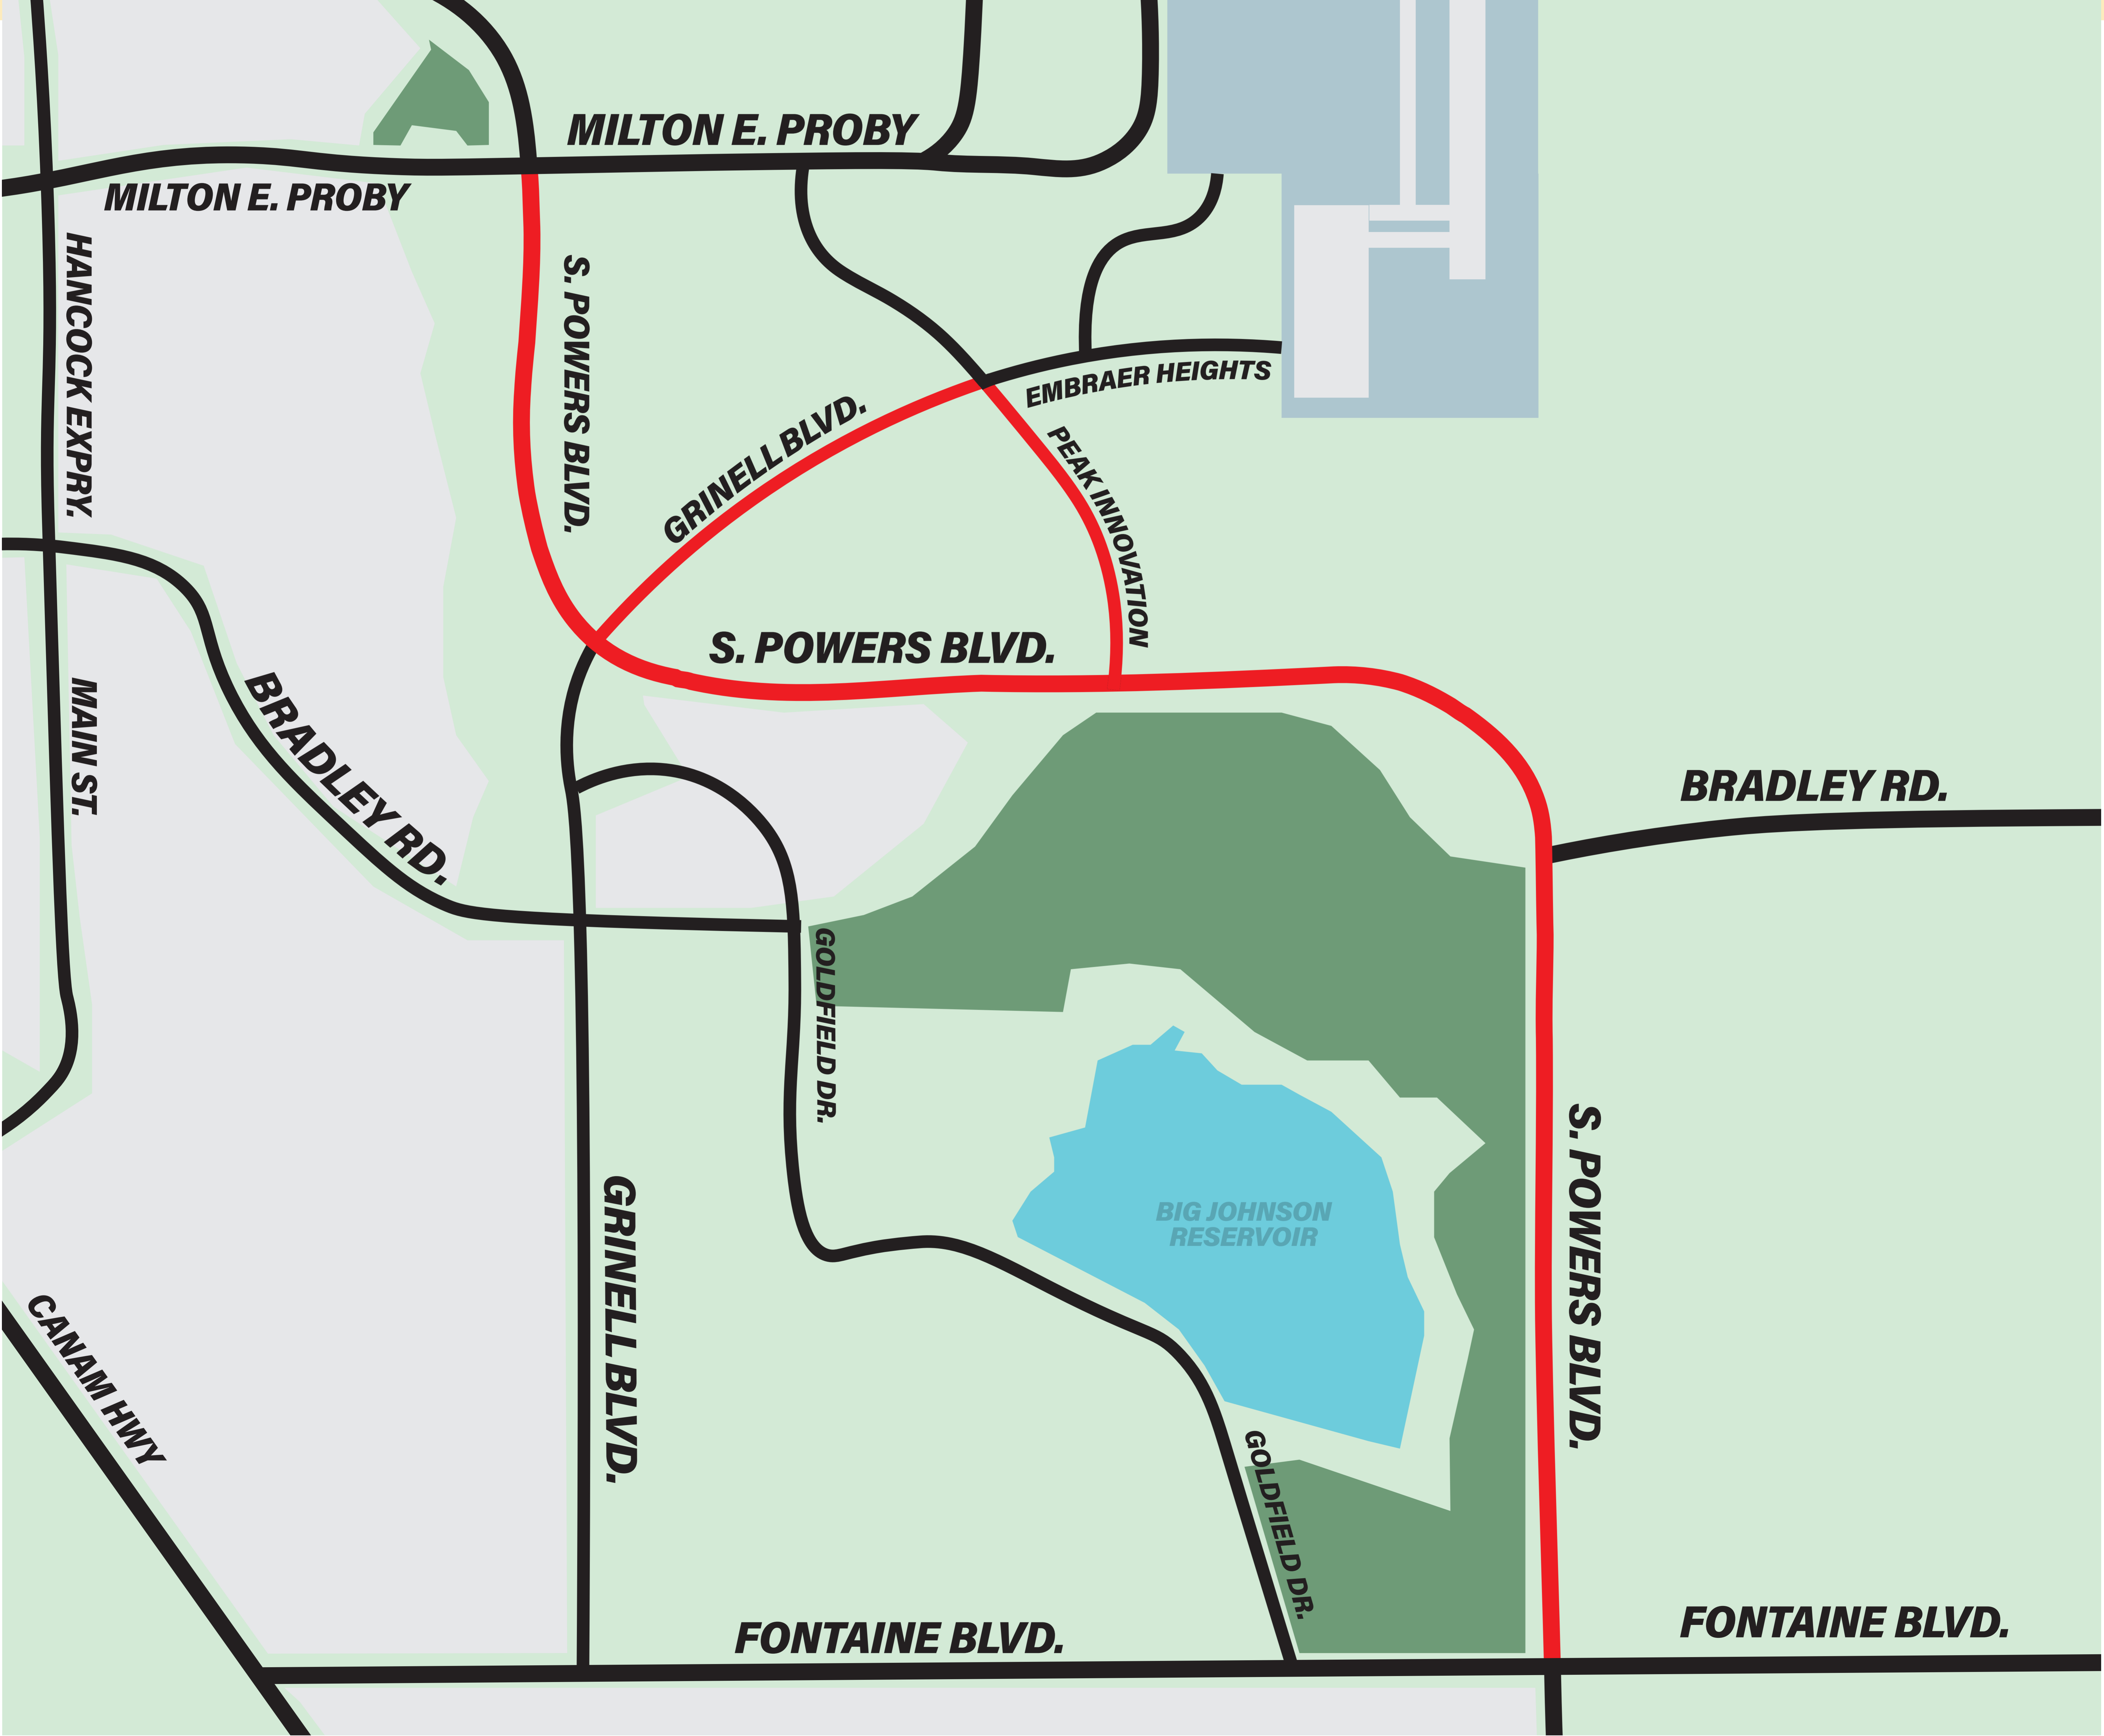 MILTON E. PROBY
MILTON E. PROBY
HANCOCK EXPRY.
S. POWERS BLVD.
EMBRAER HEIGHTS
GRINELL BLVD.
PEAK INNOVATION
S. POWERS BLVD.
MAIN ST.
BRADLEY RD.
BRADLEY RD.
GOLDFIELD DR.
S. POWERS BLVD.
GRINELL BLVD.
BIG JOHNSON
RESERVOIR
CANAM HWY
GOLDFIELD DR.
FONTAINE BLVD.
FONTAINE BLVD.